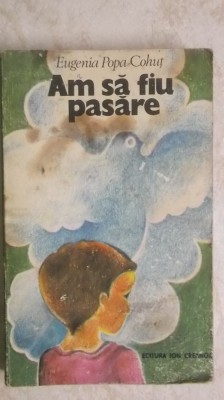 Eugenia Popa-Cohuț
Am să fiu
pasăre
EDITURA ION CREANGĂ